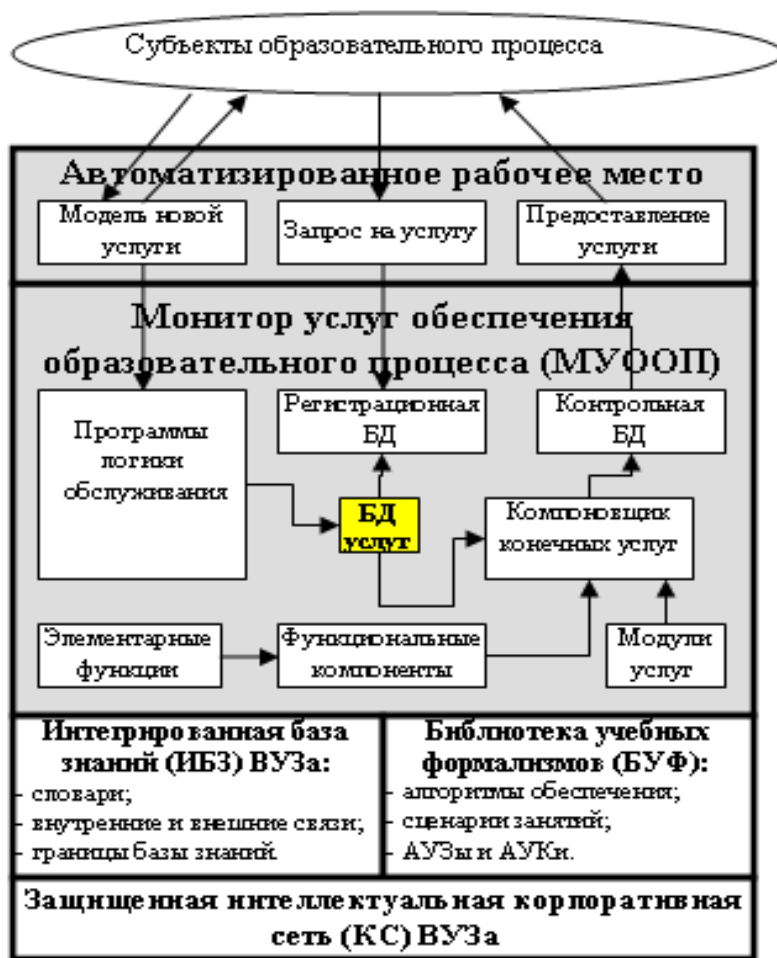 Субъекты образовательного процесса
Автоматизированное рабочее место
Модель новой
услуги
Запрос на услугу
Предоставление
услуги
Монитор услуг обеспечения
образовательного процесса (МУООП)
Программы
логики
обслуживания
Регистрационная
БД
Контрольная
БД
БД
услуг
Компоновщик
конечных услуг
Элементарные
функции
Функциональные
компоненты
Модули
услуг
Интегрированная база
знаний (ИБЗ) ВУЗа:
- словари;
- внутренние и внешние связи;
- границы базы знаний.
Библиотека учебных
формализмов (БУФ):
- алгоритмы обеспечения;
- сценарии занятий;
- АУЗы и АУКи.
Защищенная интеллектуальная корпоративная
сеть (КС) ВУЗа